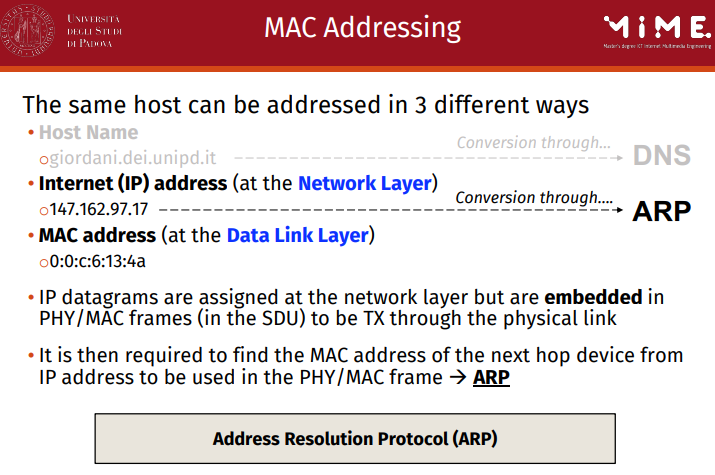 UNIVERSITÀ
DEGLI STUDI
DI PADOVA
MAC Addressing
MiME.
Master's degree ICT Internet Multimedia Engineering
The same host can be addressed in 3 different ways
• Host Name
○giordani.dei.unipd.it
Conversion through...
DNS
• Internet (IP) address (at the Network Layer)
○147.162.97.17
Conversion through....
ARP
• MAC address (at the Data Link Layer)
○0:0:c:6:13:4a
• IP datagrams are assigned at the network layer but are embedded in
PHY/MAC frames (in the SDU) to be TX through the physical link
• It is then required to find the MAC address of the next hop device from
IP address to be used in the PHY/MAC frame → ARP
Address Resolution Protocol (ARP)